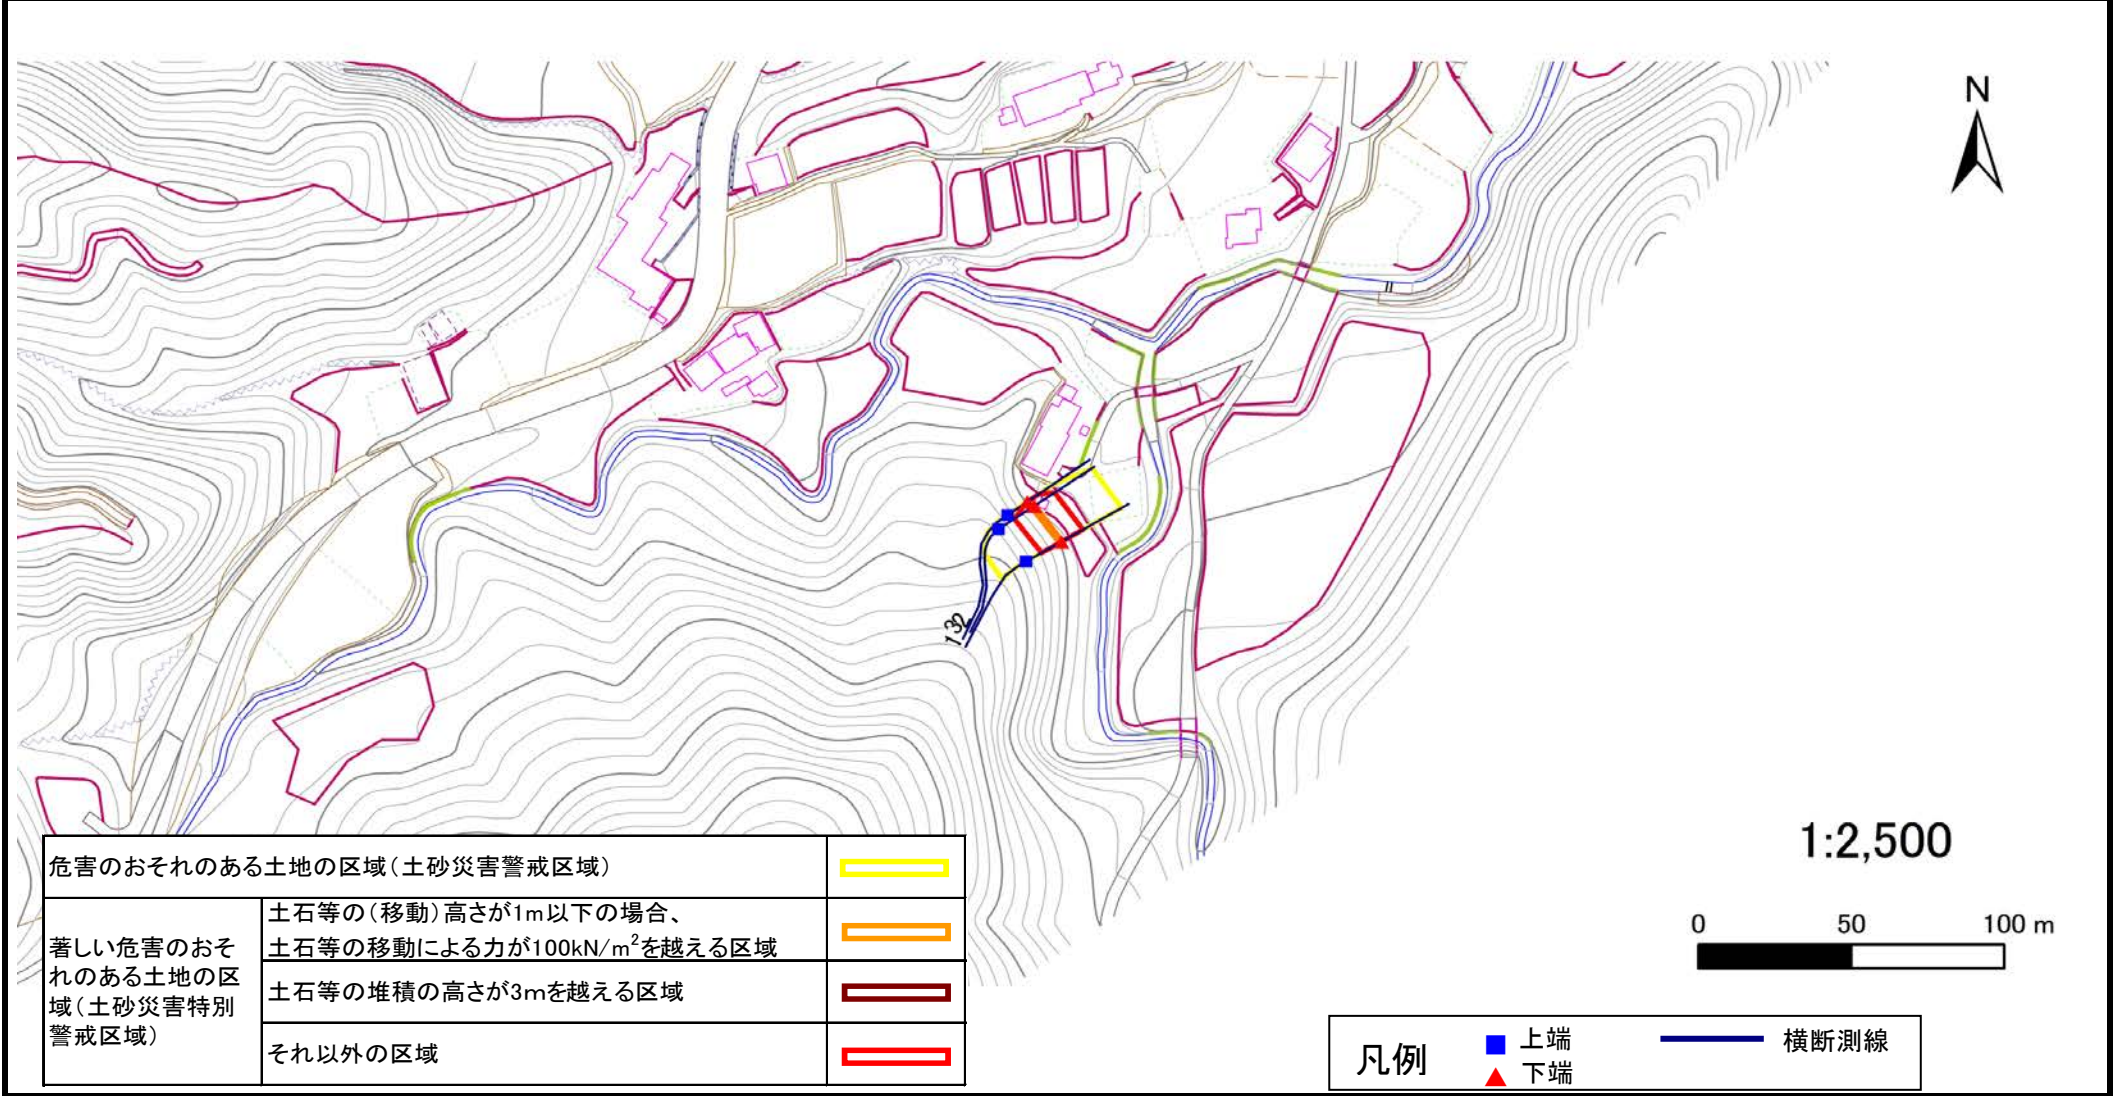 N
1
3
2
1:2,500
0 50 100 m
危害のおそれのある土地の区域(土砂災害警戒区域)
著しい危害のおそ
れのある土地の区
域(土砂災害特別
警戒区域)
土石等の(移動)高さが1m以下の場合、
土石等の移動による力が100kN/m²を越える区域
土石等の堆積の高さが3mを越える区域
それ以外の区域
凡例
上端
下端
横断測線